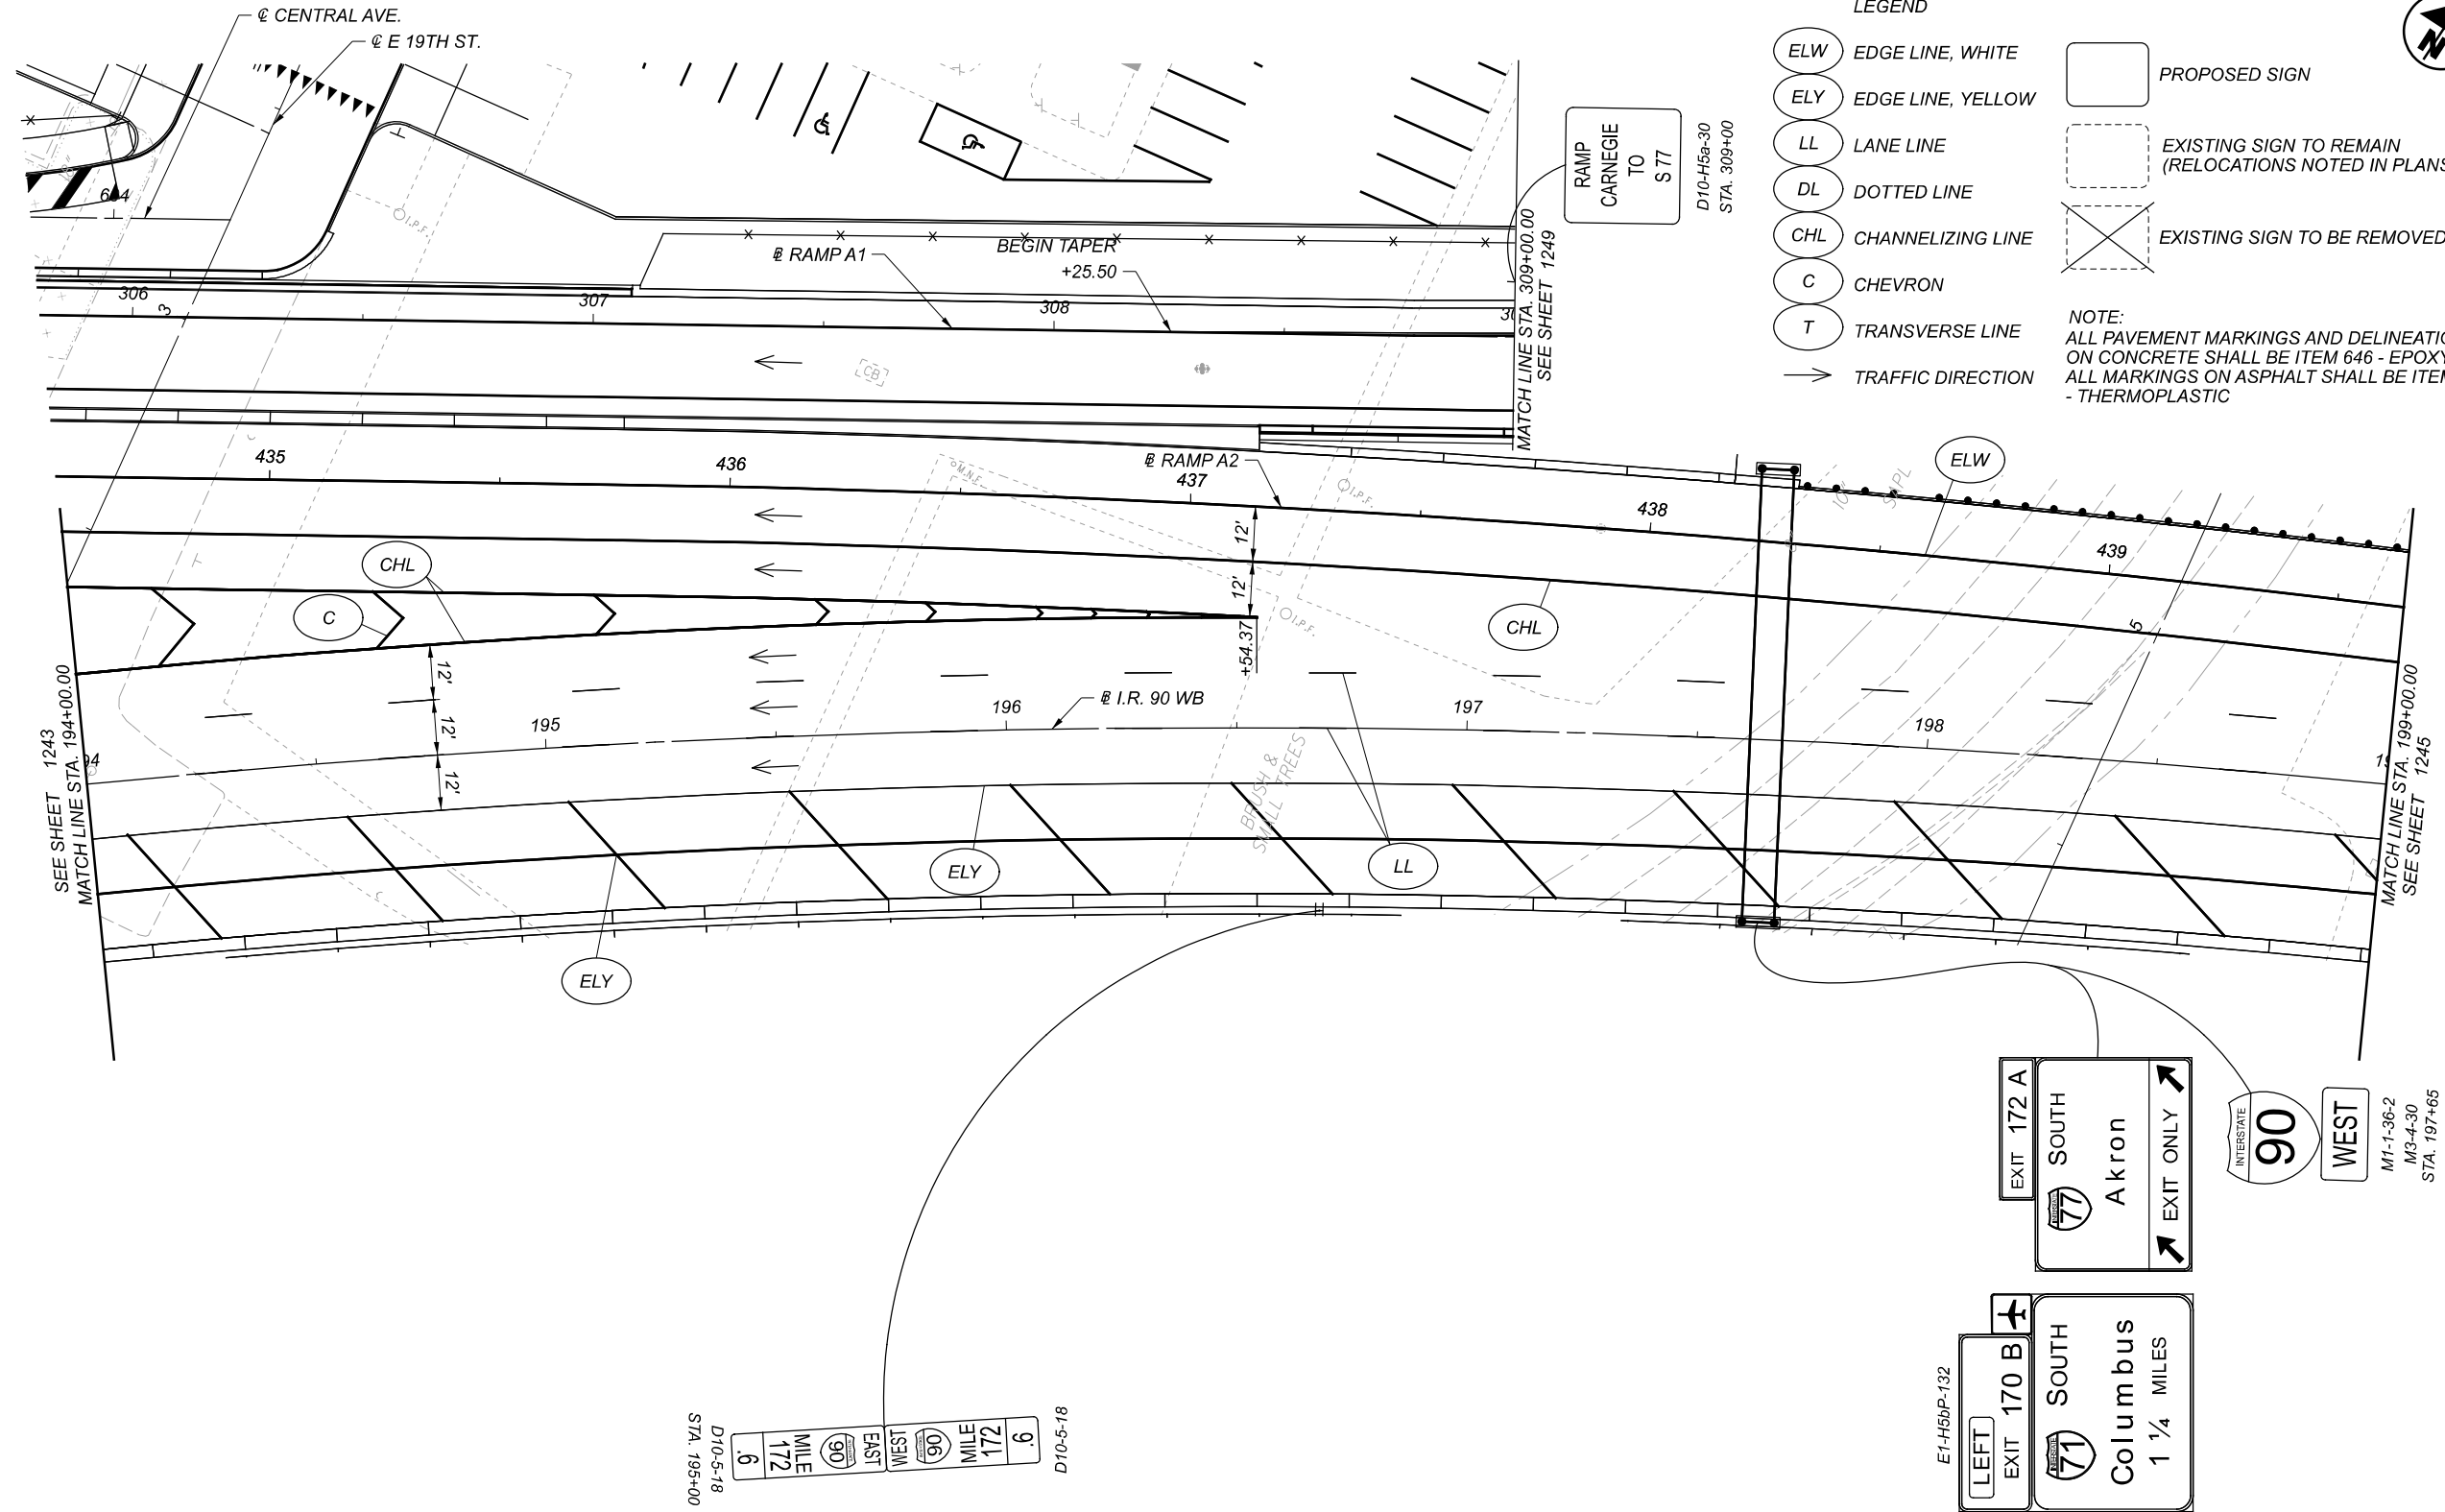 ℄ CENTRAL AVE.
℄ E 19TH ST.
I.P.F.
306
307
308
3
BEGIN TAPER
+25.50
RAMP A1
MATCH LINE STA. 309+00.00
SEE SHEET 1249
RAMP
CARNEGIE
TO
S 77
D10-H5a-30
STA. 309+00
LEGEND
ELW EDGE LINE, WHITE
ELY EDGE LINE, YELLOW
LL LANE LINE
DL DOTTED LINE
CHL CHANNELIZING LINE
C CHEVRON
T TRANSVERSE LINE
TRAFFIC DIRECTION
PROPOSED SIGN
EXISTING SIGN TO REMAIN
(RELOCATIONS NOTED IN PLANS
EXISTING SIGN TO BE REMOVED
NOTE:
ALL PAVEMENT MARKINGS AND DELINEATIO
ON CONCRETE SHALL BE ITEM 646 - EPOXY
ALL MARKINGS ON ASPHALT SHALL BE ITEM
- THERMOPLASTIC
N
CB
435
436
437
438
439
M.N.F.
RAMP A2
I.P.F.
I.P.F.
10"
ELW
CHL
C
CHL
12'
12'
+54.37
5
12'
12'
12'
195
196
197
198
I.R. 90 WB
BRUSH &
SMALL TREES
ELY
LL
ELY
SEE SHEET 1243
MATCH LINE STA. 194+00.00
MATCH LINE STA. 199+00.00
SEE SHEET 1245
EXIT 172 A
INTERSTATE
77
SOUTH
Akron
EXIT ONLY
INTERSTATE
90
WEST
M1-1-36-2
M3-4-30
STA. 197+65
E1-H5bP-132
LEFT
EXIT 170 B
INTERSTATE
71
SOUTH
Columbus
1 ¼ MILES
D10-5-18
STA. 195+00
EAST
90
MILE
172
.6
WEST
90
MILE
172
.6
D10-5-18